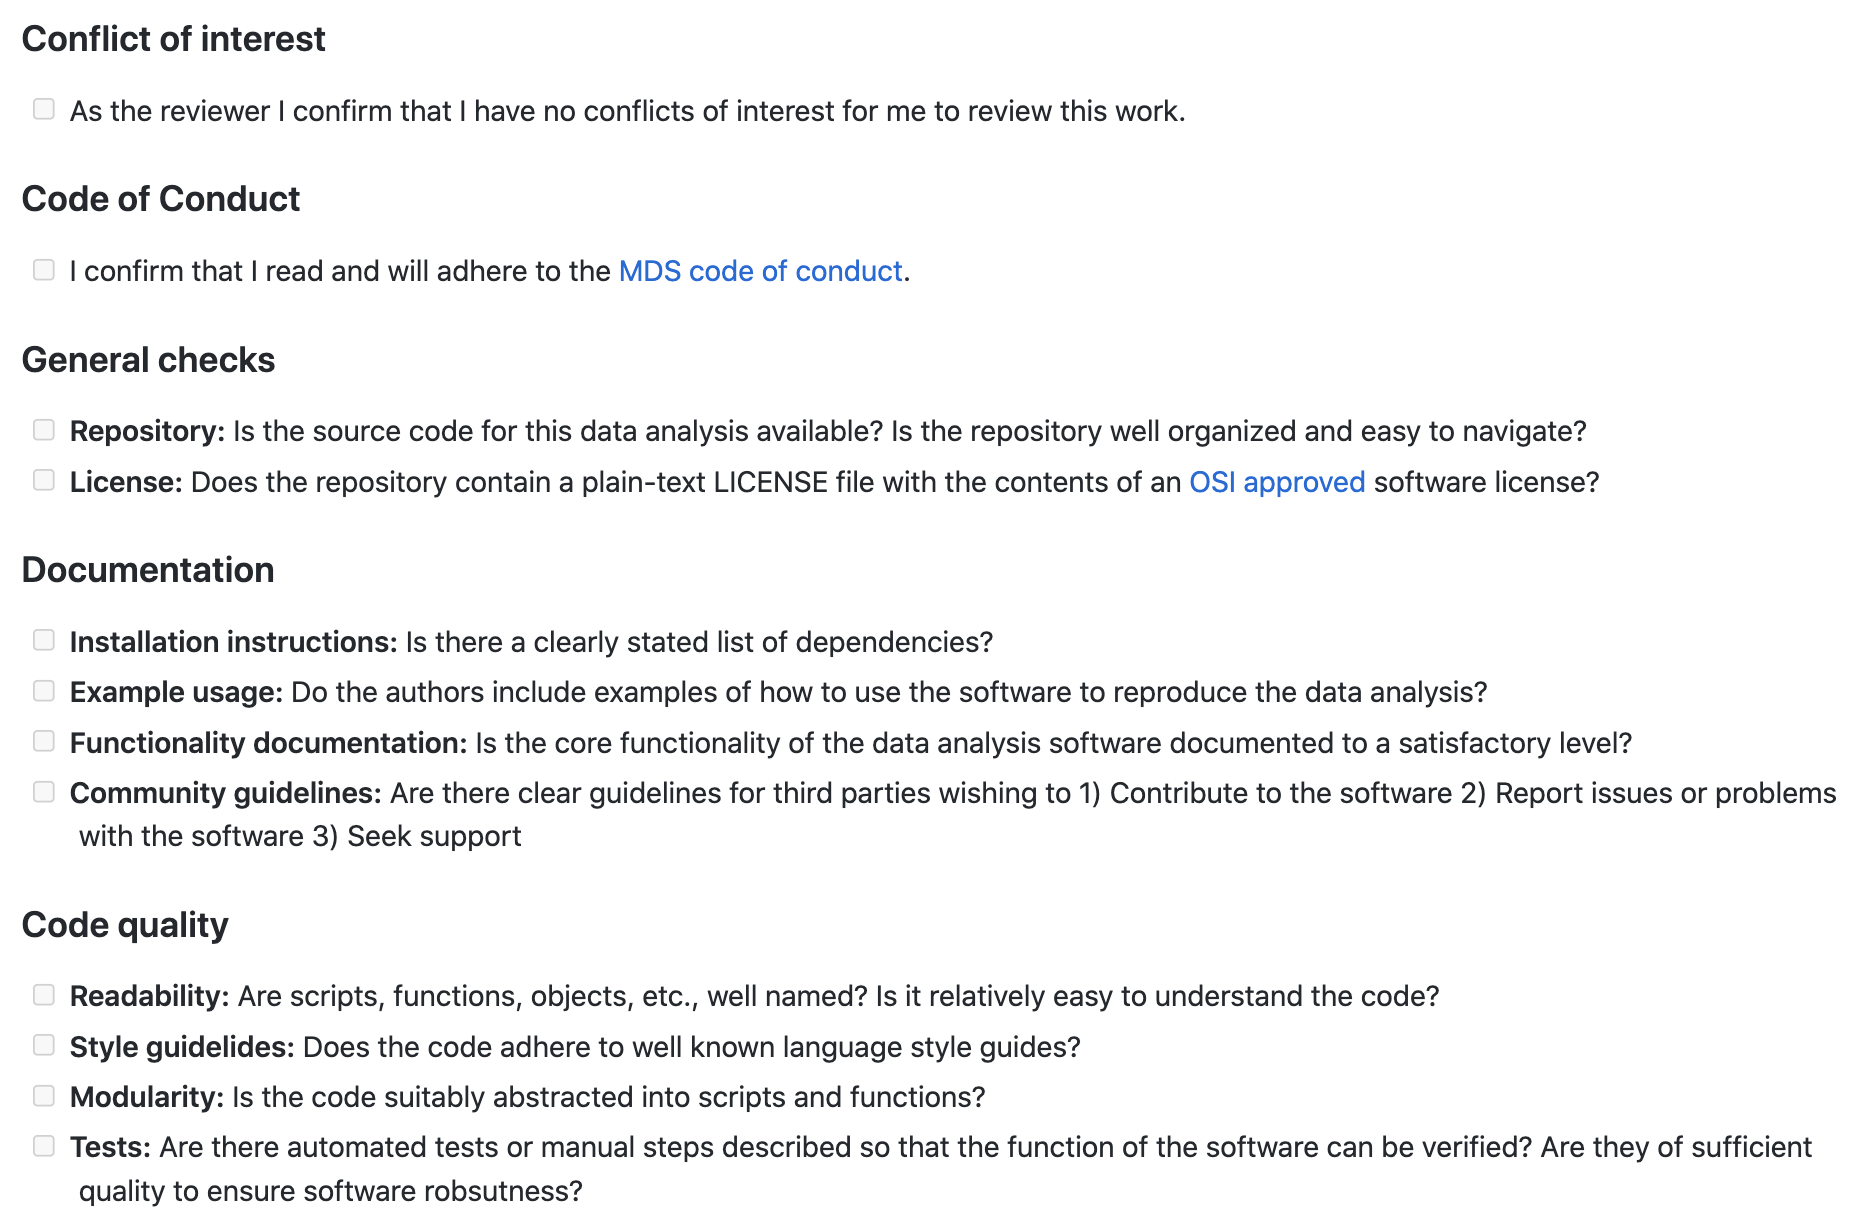 Conflict of interest
As the reviewer I confirm that I have no conflicts of interest for me to review this work.
Code of Conduct
I confirm that I read and will adhere to the MDS code of conduct.
General checks
Repository: Is the source code for this data analysis available? Is the repository well organized and easy to navigate?
License: Does the repository contain a plain-text LICENSE file with the contents of an OSI approved software license?
Documentation
Installation instructions: Is there a clearly stated list of dependencies?
Example usage: Do the authors include examples of how to use the software to reproduce the data analysis?
Functionality documentation: Is the core functionality of the data analysis software documented to a satisfactory level?
Community guidelines: Are there clear guidelines for third parties wishing to 1) Contribute to the software 2) Report issues or problems
with the software 3) Seek support
Code quality
Readability: Are scripts, functions, objects, etc., well named? Is it relatively easy to understand the code?
Style guidelides: Does the code adhere to well known language style guides?
Modularity: Is the code suitably abstracted into scripts and functions?
Tests: Are there automated tests or manual steps described so that the function of the software can be verified? Are they of sufficient
quality to ensure software robsutness?